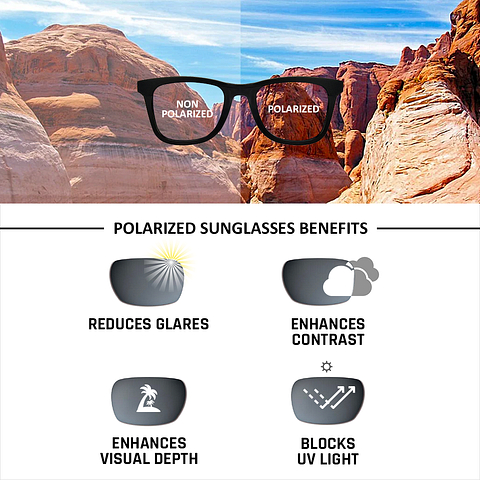 NON
POLARIZED
POLARIZED
POLARIZED SUNGLASSES BENEFITS
REDUCES GLARES
ENHANCES
CONTRAST
ENHANCES
VISUAL DEPTH
BLOCKS
UV LIGHT